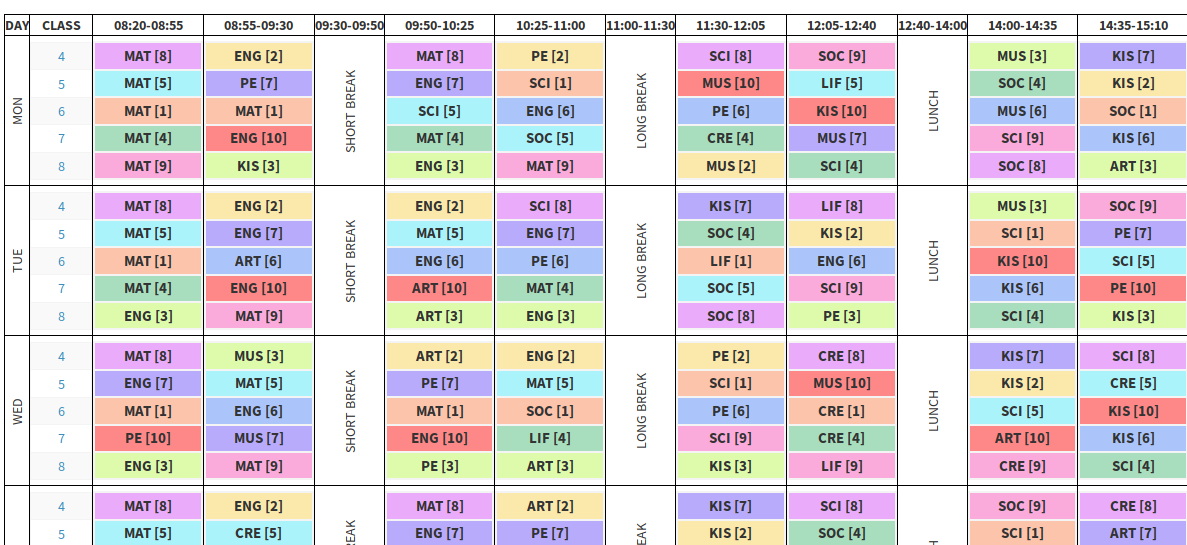 DAY CLASS 08:20-08:55 08:55-09:30 09:30-09:50 09:50-10:25 10:25-11:00 11:00-11:30 11:30-12:05 12:05-12:40 12:40-14:00 14:00-14:35 14:35-15:10
MON SHORT BREAK LONG BREAK LUNCH
4 MAT [8] ENG [2] MAT [8] PE [2] SCI [8] SOC [9] MUS [3] KIS [7]
5 MAT [5] PE [7] ENG [7] SCI [1] MUS [10] LIF [5] SOC [4] KIS [2]
6 MAT [1] MAT [1] SCI [5] ENG [6] PE [6] KIS [10] MUS [6] SOC [1]
7 MAT [4] ENG [10] MAT [4] SOC [5] CRE [4] MUS [7] SCI [9] KIS [6]
8 MAT [9] KIS [3] ENG [3] MAT [9] MUS [2] SCI [4] SOC [8] ART [3]
TUE SHORT BREAK LONG BREAK LUNCH
4 MAT [8] ENG [2] ENG [2] SCI [8] KIS [7] LIF [8] MUS [3] SOC [9]
5 MAT [5] ENG [7] MAT [5] ENG [7] SOC [4] KIS [2] SCI [1] PE [7]
6 MAT [1] ART [6] ENG [6] PE [6] LIF [1] ENG [6] KIS [10] SCI [5]
7 MAT [4] ENG [10] ART [10] MAT [4] SOC [5] SCI [9] KIS [6] PE [10]
8 ENG [3] MAT [9] ART [3] ENG [3] SOC [8] PE [3] SCI [4] KIS [3]
WED SHORT BREAK LONG BREAK LUNCH
4 MAT [8] MUS [3] ART [2] ENG [2] PE [2] CRE [8] KIS [7] SCI [8]
5 ENG [7] MAT [5] PE [7] MAT [5] SCI [1] MUS [10] KIS [2] CRE [5]
6 MAT [1] ENG [6] MAT [1] SOC [1] PE [6] CRE [1] SCI [5] KIS [10]
7 PE [10] MUS [7] ENG [10] LIF [4] SCI [9] CRE [4] ART [10] KIS [6]
8 ENG [3] MAT [9] PE [3] ART [3] KIS [3] LIF [9] CRE [9] SCI [4]
4 MAT [8] ENG [2] MAT [8] ART [2] KIS [7] SCI [8] SOC [9] CRE [8]
5 MAT [5] CRE [5] ENG [7] PE [7] KIS [2] SOC [4] SCI [1] ART [7]